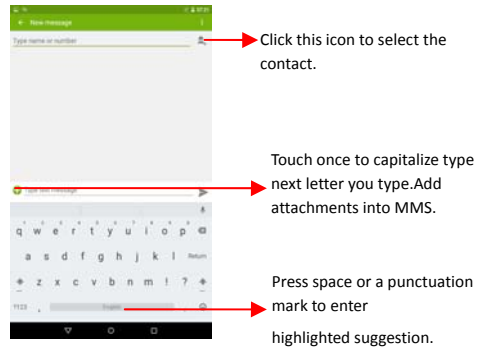 New message
Type name or number
Click this icon to select the
contact.
Type text message
Touch once to capitalize type
next letter you type.Add
attachments into MMS.
q w e r t y u i o p
a s d f g h j k l Return
z x c v b n m ! ?
?123 , English
Press space or a punctuation
mark to enter
highlighted suggestion.